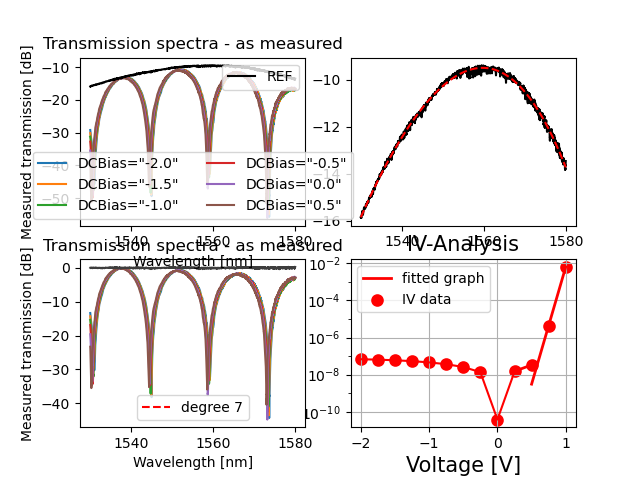 Transmission spectra - as measured
Measured transmission [dB]
−10
−20
−30
−40
−50
REF
DCBias="-2.0"
DCBias="-1.5"
DCBias="-1.0"
DCBias="-0.5"
DCBias="0.0"
DCBias="0.5"
1540
1560
1580
Wavelength [nm]
−10
−12
−14
−16
1540
1560
1580
Transmission spectra - as measured
Measured transmission [dB]
0
−10
−20
−30
−40
degree 7
1540
1560
1580
Wavelength [nm]
IV-Analysis
10−2
10−4
10−6
10−8
10−10
fitted graph
IV data
−2
−1
0
1
Voltage [V]